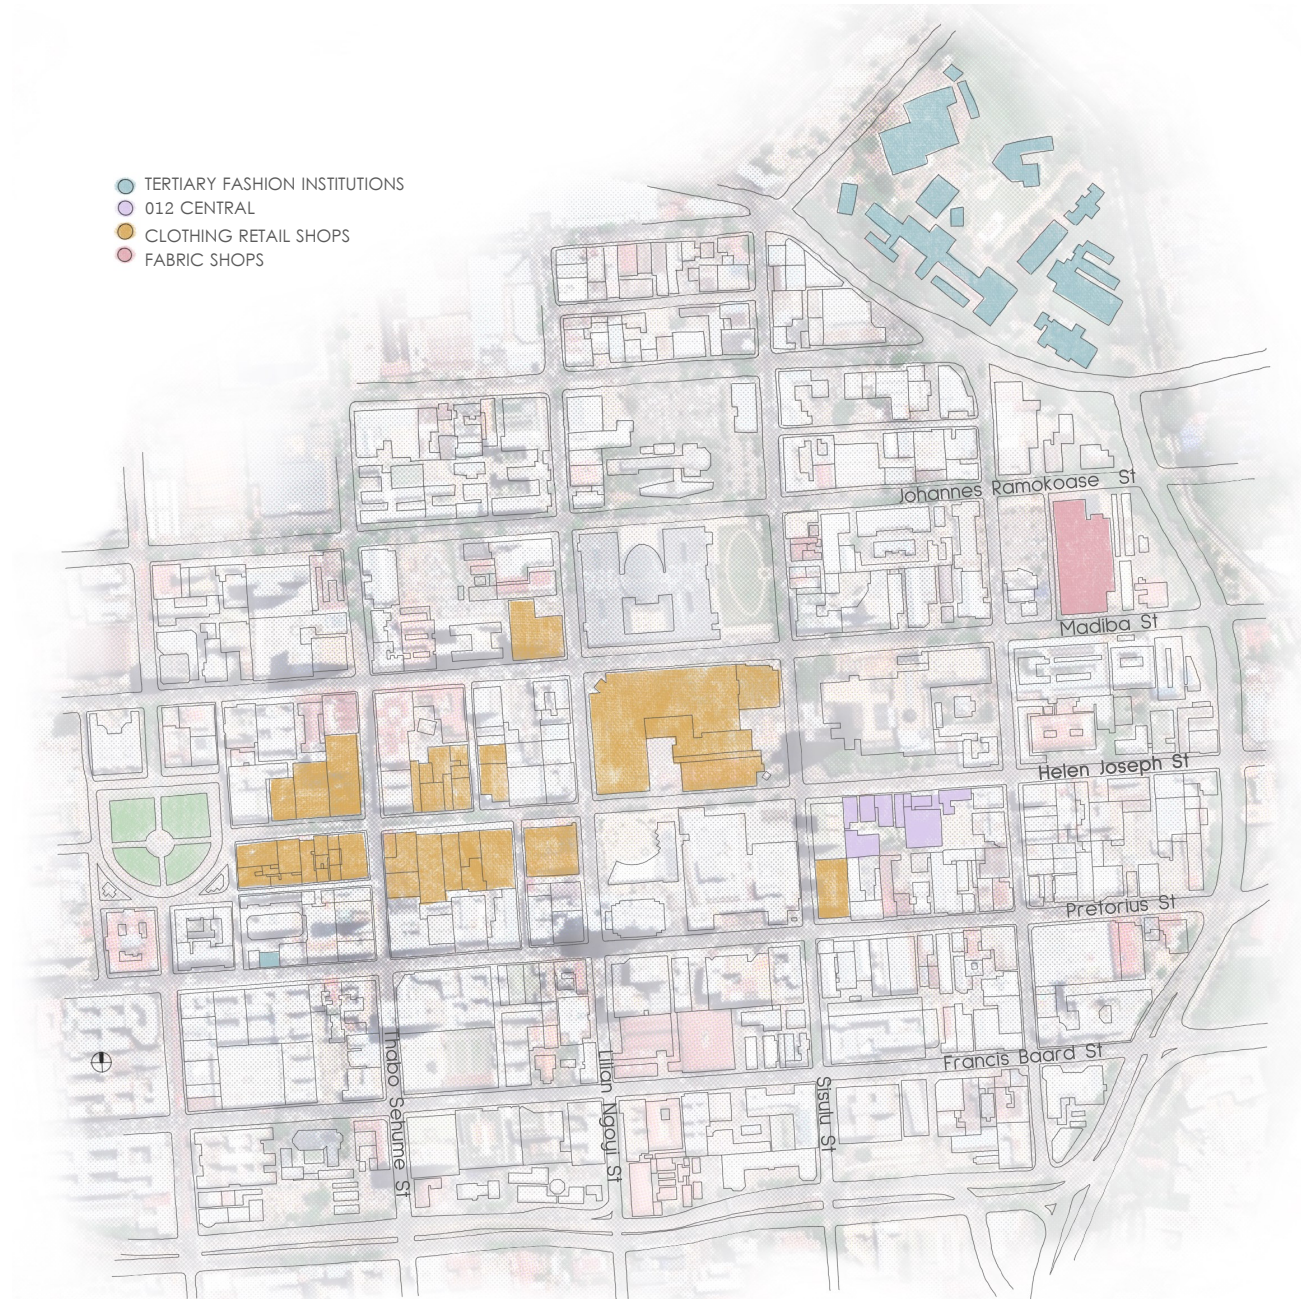 TERTIARY FASHION INSTITUTIONS
012 CENTRAL
CLOTHING RETAIL SHOPS
FABRIC SHOPS
Johannes Ramokoase St
Madiba St
Helen Joseph St
Pretorius St
Francis Baard St
Thabo Sehume St
Lilian Ngoyi St
Sisulu St